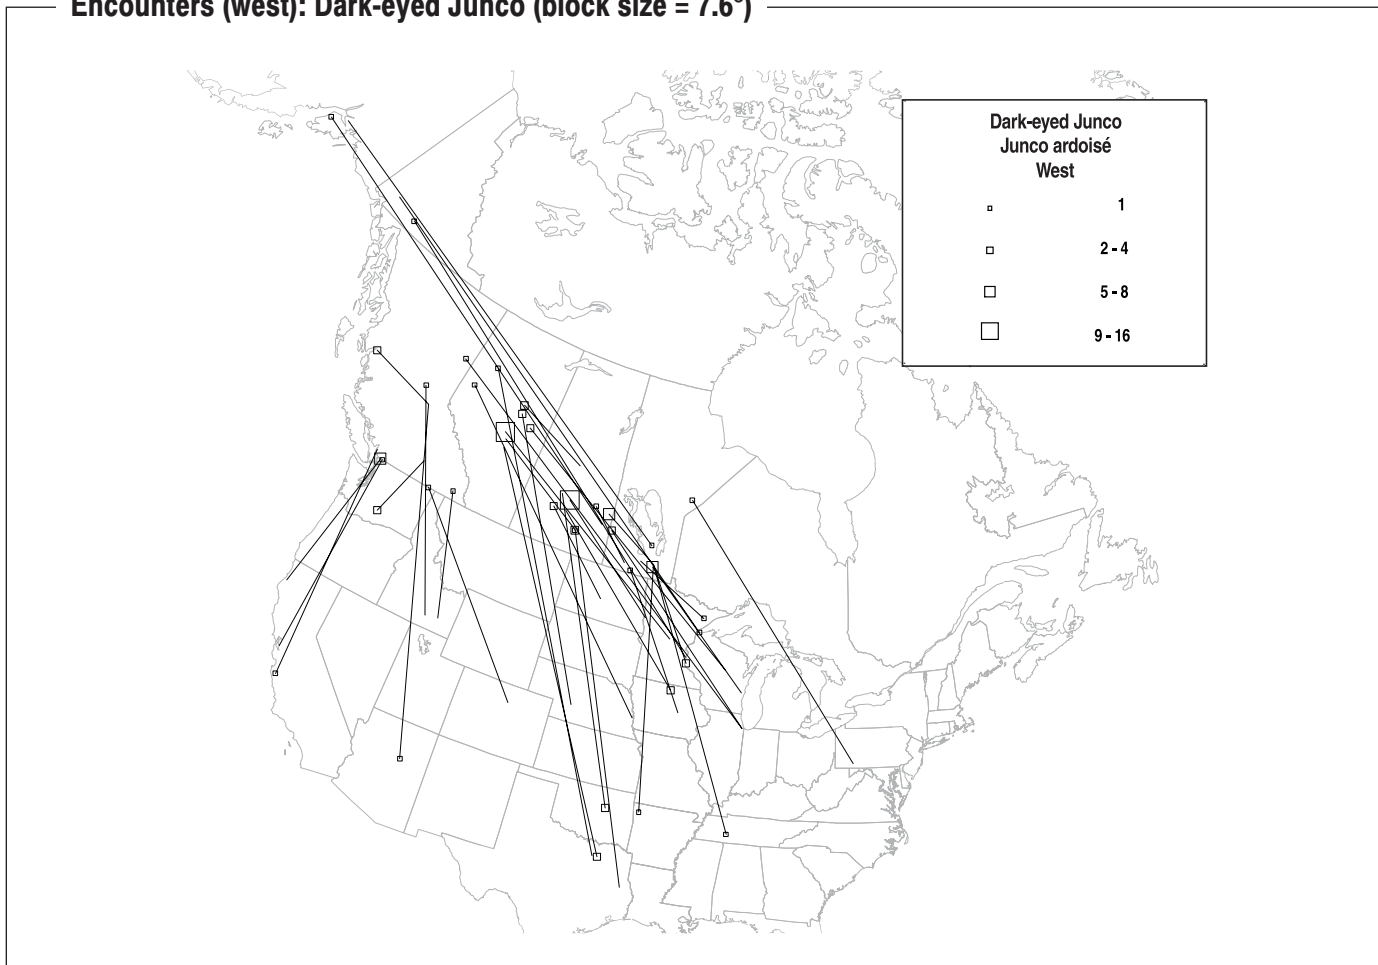 Encounters (west): Dark-eyed Junco (block size = 7.6°)
Dark-eyed Junco
Junco ardoisé
West
1
2 - 4
5 - 8
9 - 16